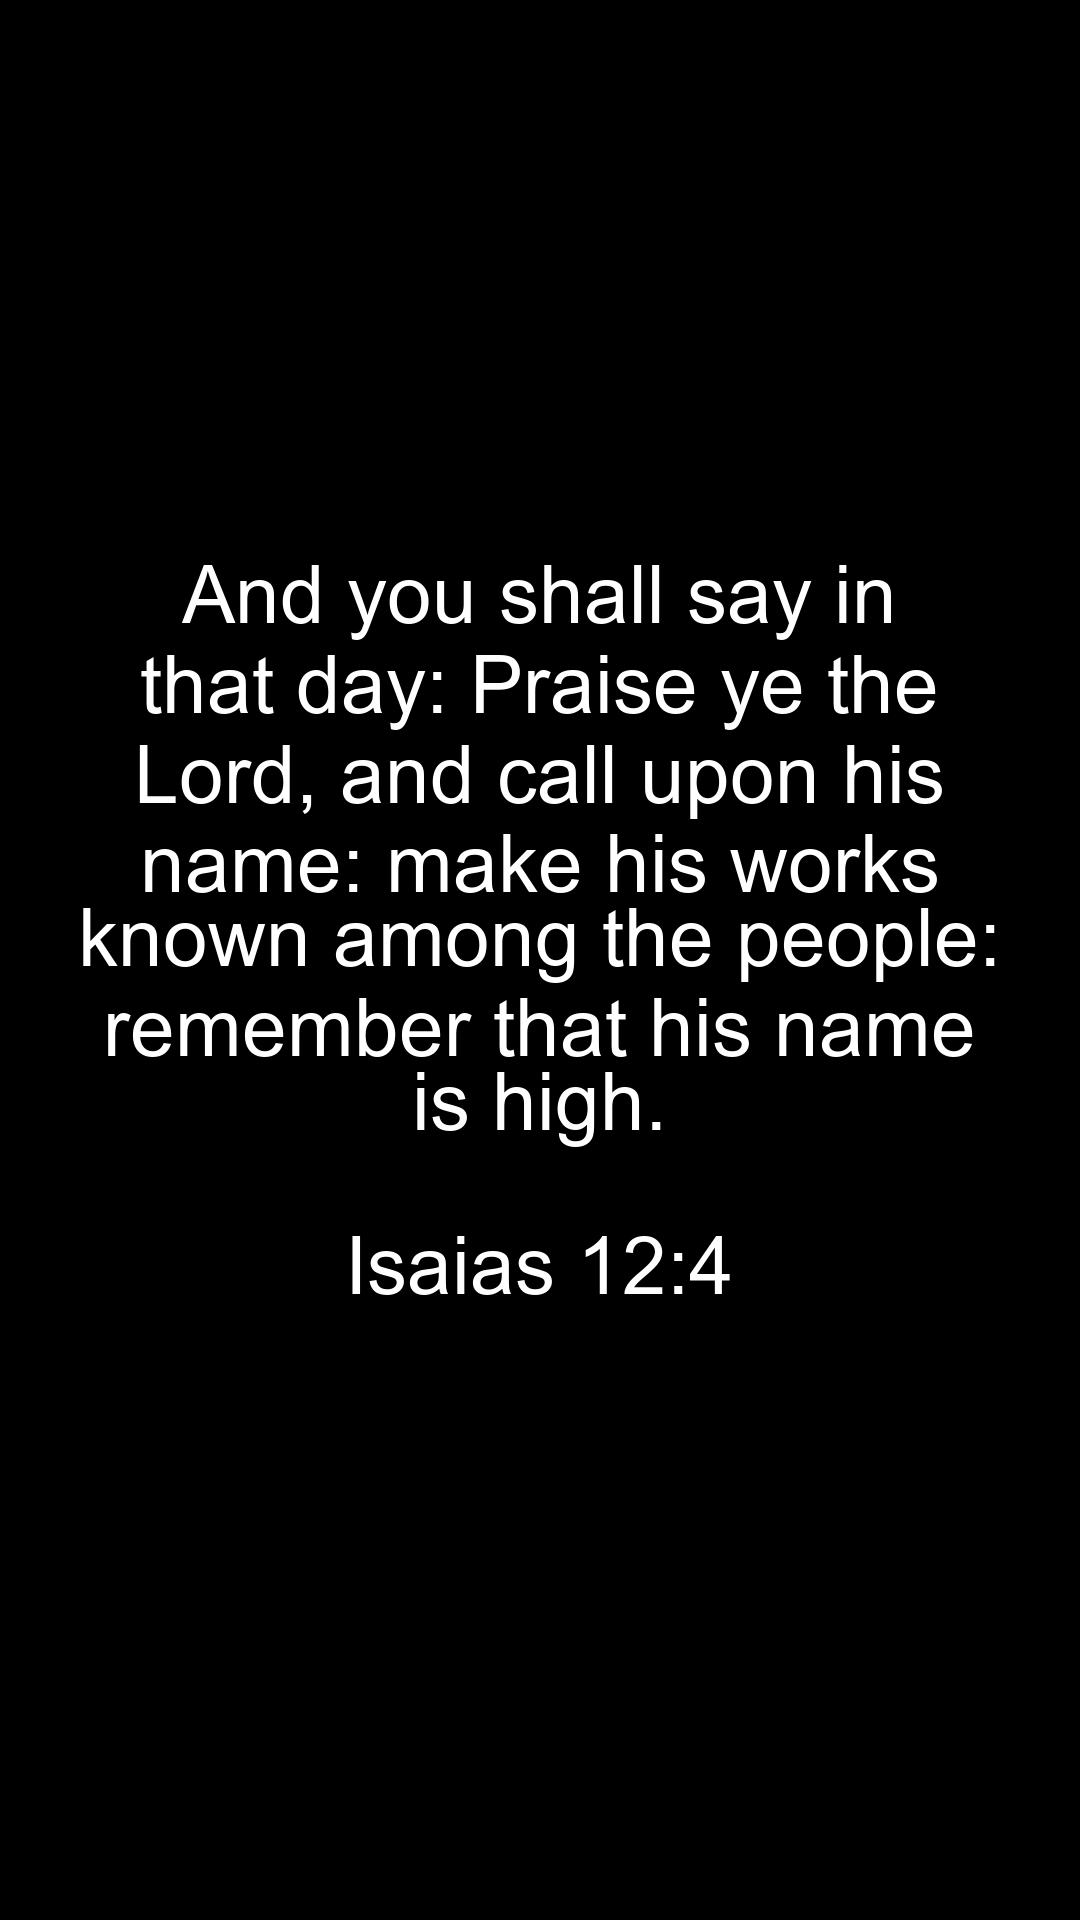 And you shall say in
that day: Praise ye the
Lord, and call upon his
name: make his works
known among the people:
remember that his name
is high.
Isaias 12:4